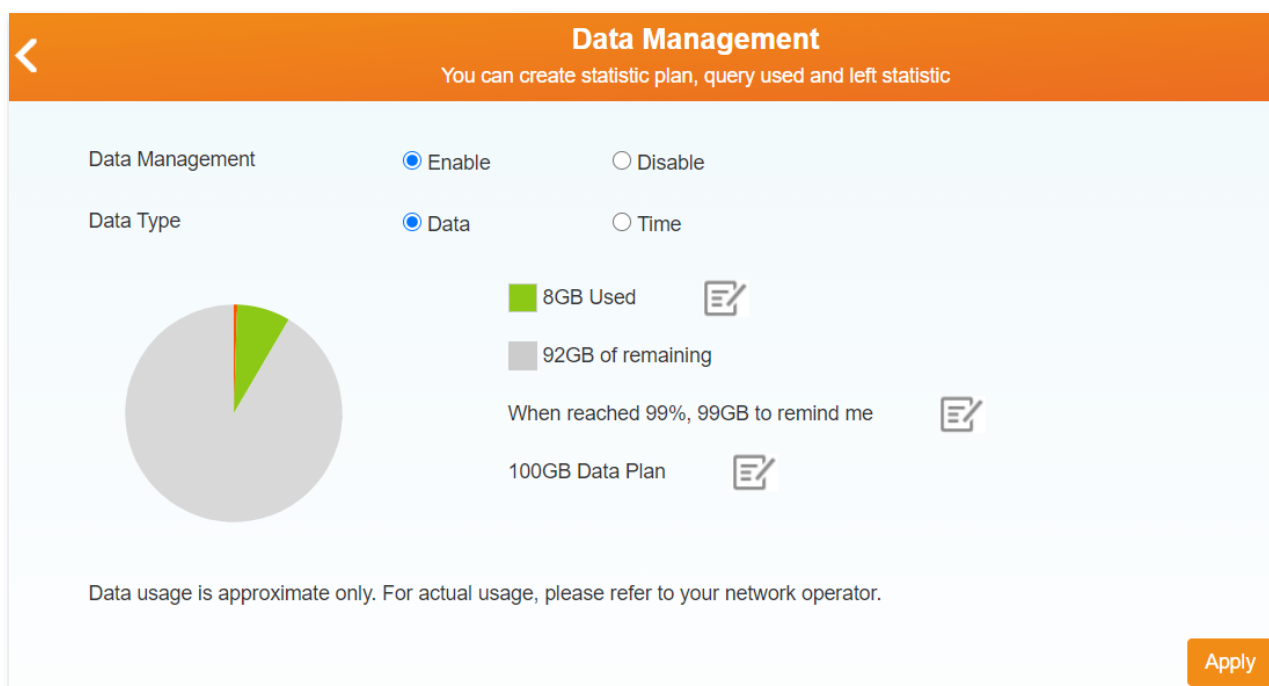 Data Management
You can create statistic plan, query used and left statistic
Data Management Enable Disable
Data Type Data Time
8GB Used
92GB of remaining
When reached 99%, 99GB to remind me
100GB Data Plan
Data usage is approximate only. For actual usage, please refer to your network operator.
Apply